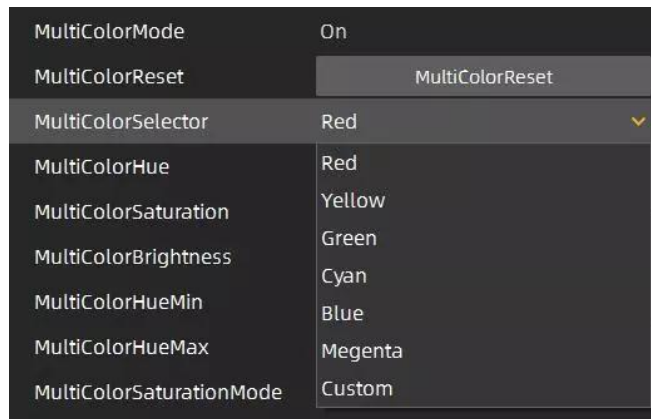 MultiColorMode On
MultiColorReset MultiColorReset
MultiColorSelector Red
MultiColorHue Red
MultiColorSaturation Yellow
MultiColorBrightness Green
MultiColorHueMin Cyan
MultiColorHueMax Blue
MultiColorSaturationMode Megenta
Custom